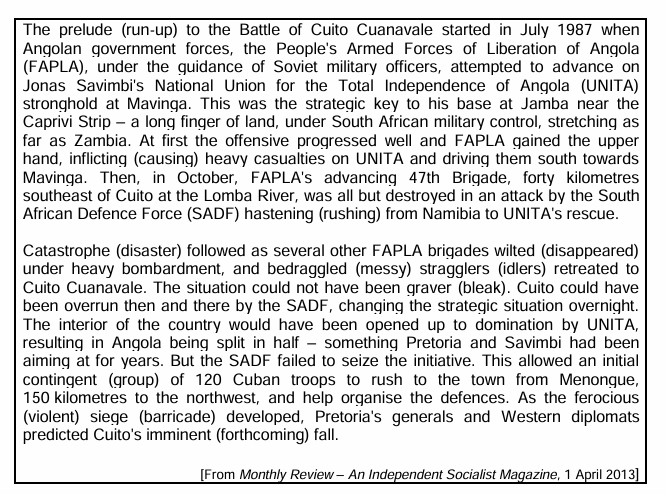 The prelude (run-up) to the Battle of Cuito Cuanavale started in July 1987 when
Angolan government forces, the People's Armed Forces of Liberation of Angola
(FAPLA), under the guidance of Soviet military officers, attempted to advance on
Jonas Savimbi's National Union for the Total Independence of Angola (UNITA)
stronghold at Mavinga. This was the strategic key to his base at Jamba near the
Caprivi Strip – a long finger of land, under South African military control, stretching as
far as Zambia. At first the offensive progressed well and FAPLA gained the upper
hand, inflicting (causing) heavy casualties on UNITA and driving them south towards
Mavinga. Then, in October, FAPLA's advancing 47th Brigade, forty kilometres
southeast of Cuito at the Lomba River, was all but destroyed in an attack by the South
African Defence Force (SADF) hastening (rushing) from Namibia to UNITA's rescue.
Catastrophe (disaster) followed as several other FAPLA brigades wilted (disappeared)
under heavy bombardment, and bedraggled (messy) stragglers (idlers) retreated to
Cuito Cuanavale. The situation could not have been graver (bleak). Cuito could have
been overrun then and there by the SADF, changing the strategic situation overnight.
The interior of the country would have been opened up to domination by UNITA,
resulting in Angola being split in half – something Pretoria and Savimbi had been
aiming at for years. But the SADF failed to seize the initiative. This allowed an initial
contingent (group) of 120 Cuban troops to rush to the town from Menongue,
150 kilometres to the northwest, and help organise the defences. As the ferocious
(violent) siege (barricade) developed, Pretoria's generals and Western diplomats
predicted Cuito's imminent (forthcoming) fall.
[From Monthly Review – An Independent Socialist Magazine, 1 April 2013]